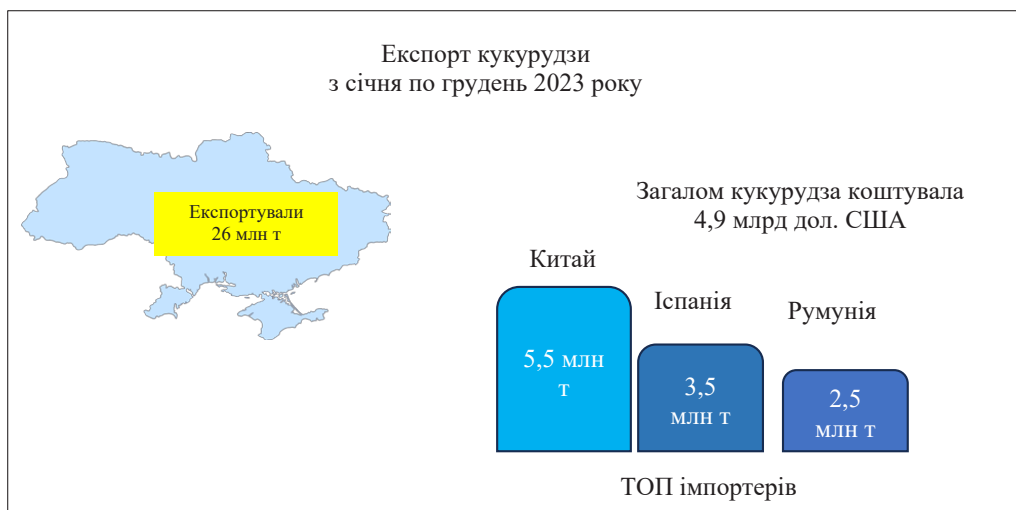 Експорт кукурудзи
з січня по грудень 2023 року
Експортували
26 млн т
Загалом кукурудза коштувала
4,9 млрд дол. США
Китай
Іспанія
Румунія
5,5 млн
т
3,5
млн т
2,5
млн т
ТОП імпортерів